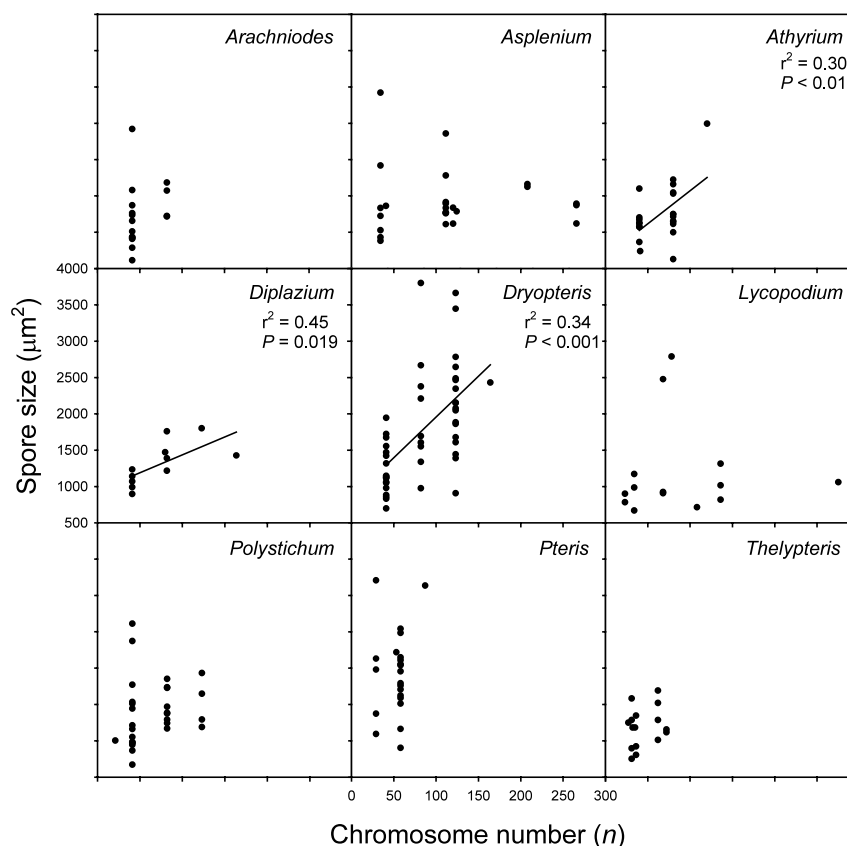 Arachniodes
Asplenium
Athyrium
r² = 0.30
P < 0.01
Spore size (μm²)
4000
3500
3000
2500
2000
1500
1000
500
Diplazium
r² = 0.45
P = 0.019
Dryopteris
r² = 0.34
P < 0.001
Lycopodium
Polystichum
Pteris
Thelypteris
0 50 100 150 200 250 300
Chromosome number (n)